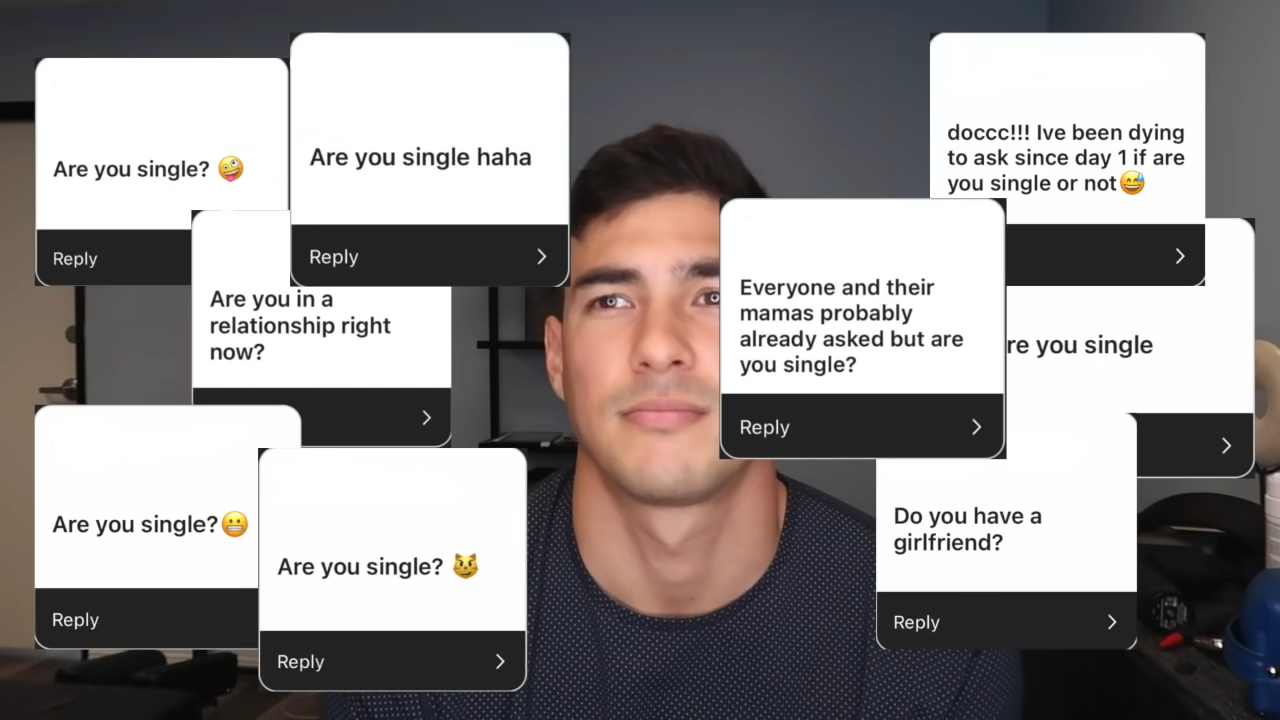 Are you single? 🤪
Reply
Are you single haha
Reply
Are you in a
relationship right
now?
Are you single?😬
Reply
Are you single? 😼
Reply
doccc!!! Ive been dying
to ask since day 1 if are
you single or not😅
Everyone and their
mamas probably
already asked but are
you single?
Reply
re you single
Do you have a
girlfriend?
Reply